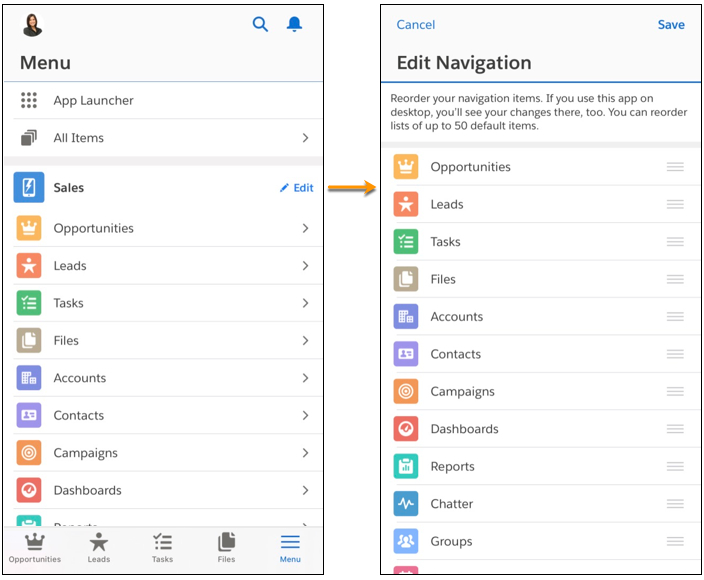 Menu
App Launcher
All Items
Sales
Edit
Opportunities
Leads
Tasks
Files
Accounts
Contacts
Campaigns
Dashboards
Reports
Opportunities
Leads
Tasks
Files
Menu
Cancel
Save
Edit Navigation
Reorder your navigation items. If you use this app on
desktop, you'll see your changes there, too. You can reorder
lists of up to 50 default items.
Opportunities
Leads
Tasks
Files
Accounts
Contacts
Campaigns
Dashboards
Reports
Chatter
Groups